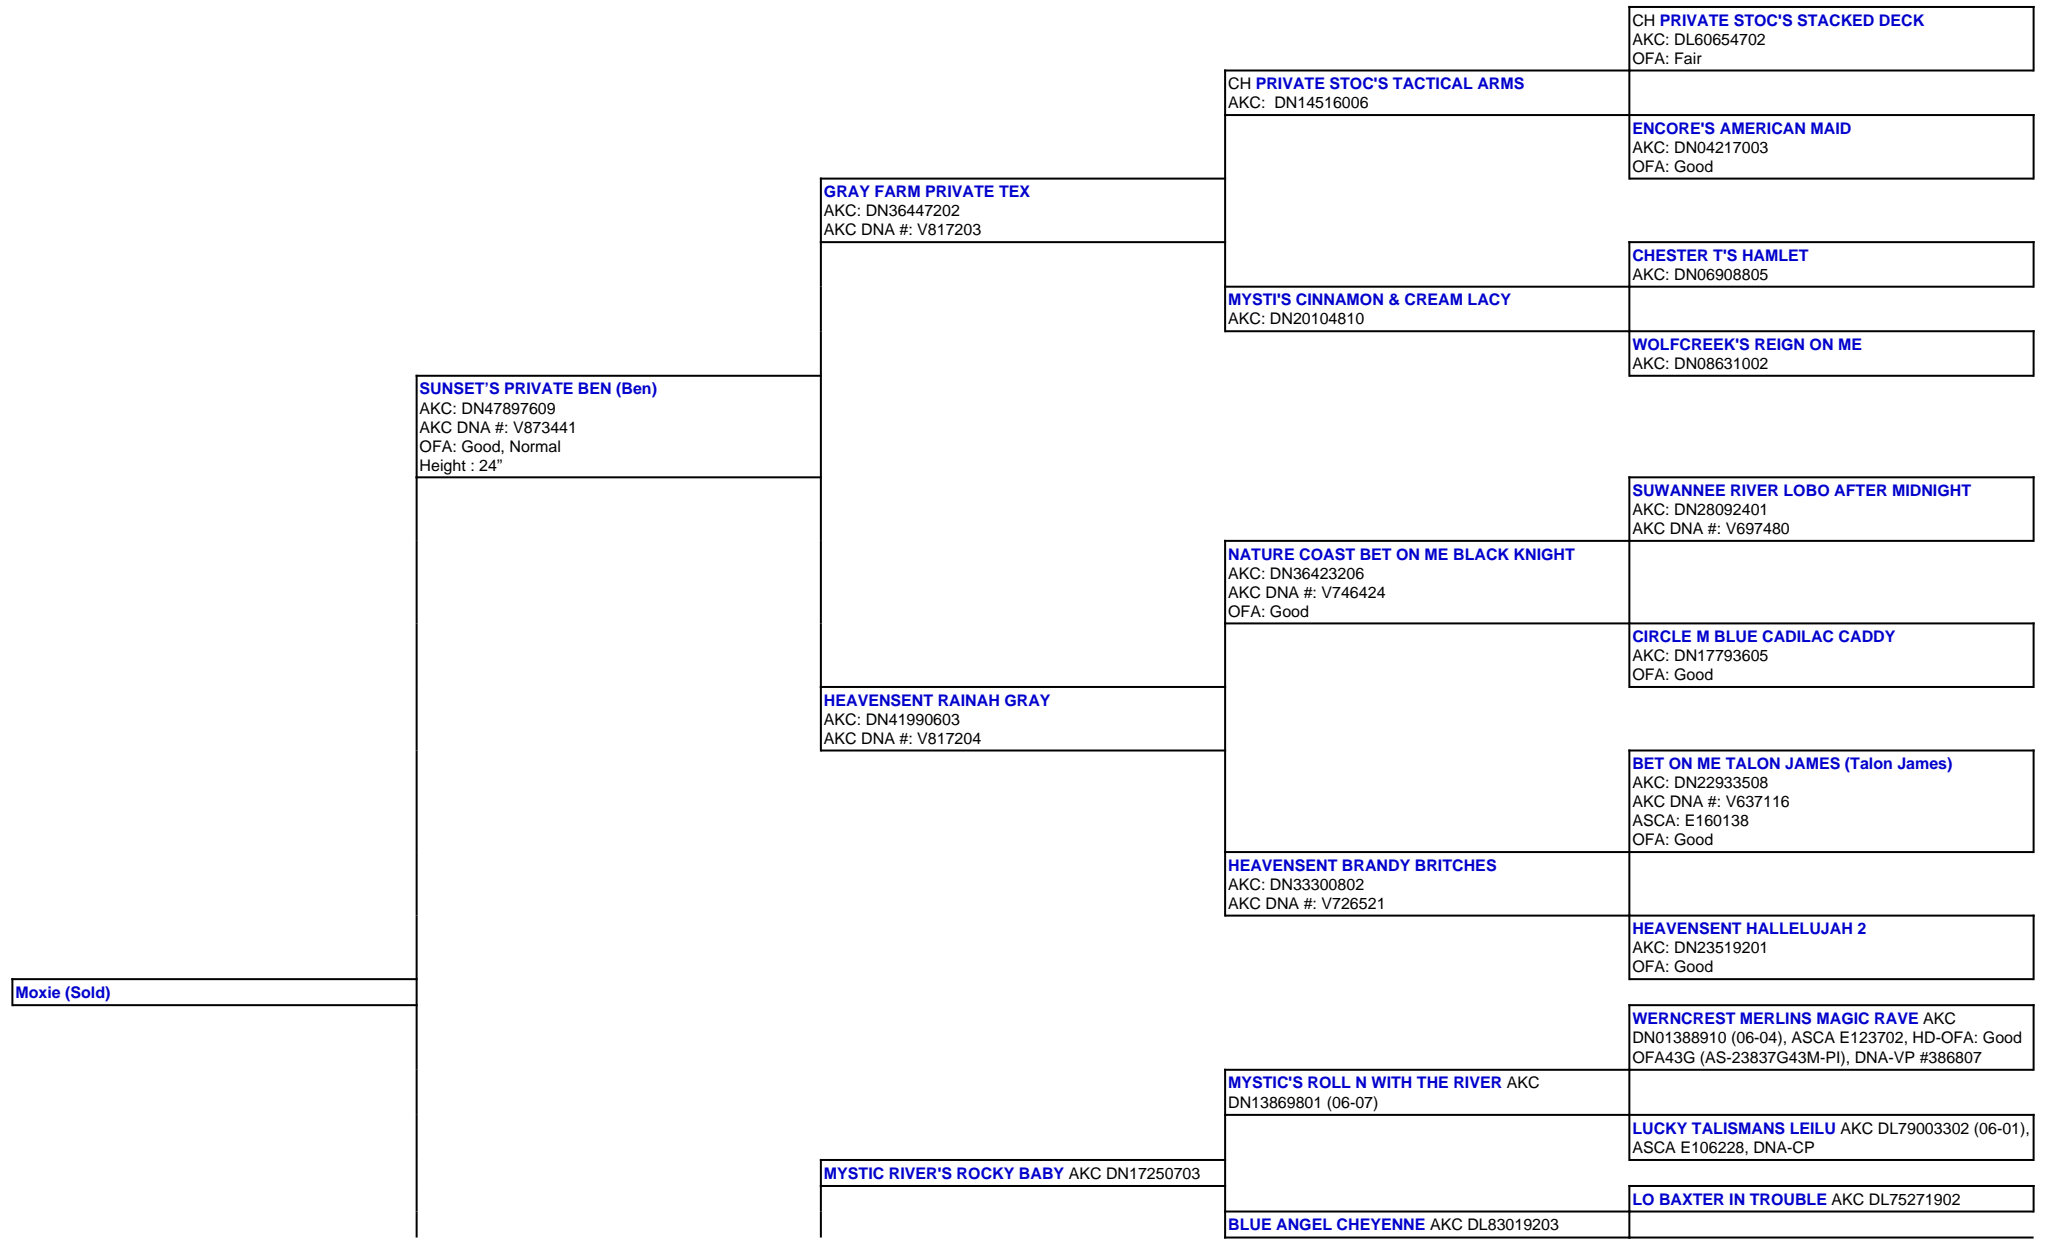 CH PRIVATE STOC'S STACKED DECK
AKC: DL60654702
OFA: Fair
CH PRIVATE STOC'S TACTICAL ARMS
AKC:  DN14516006
ENCORE'S AMERICAN MAID
AKC: DN04217003
OFA: Good
GRAY FARM PRIVATE TEX
AKC: DN36447202
AKC DNA #: V817203
CHESTER T'S HAMLET
AKC: DN06908805
MYSTI'S CINNAMON & CREAM LACY
AKC: DN20104810
WOLFCREEK'S REIGN ON ME
AKC: DN08631002
SUNSET’S PRIVATE BEN (Ben)
AKC: DN47897609
AKC DNA #: V873441
OFA: Good, Normal
Height : 24”
SUWANNEE RIVER LOBO AFTER MIDNIGHT
AKC: DN28092401
AKC DNA #: V697480
NATURE COAST BET ON ME BLACK KNIGHT
AKC: DN36423206
AKC DNA #: V746424
OFA: Good
CIRCLE M BLUE CADILAC CADDY
AKC: DN17793605
OFA: Good
HEAVENSENT RAINAH GRAY
AKC: DN41990603
AKC DNA #: V817204
BET ON ME TALON JAMES (Talon James)
AKC: DN22933508
AKC DNA #: V637116
ASCA: E160138
OFA: Good
HEAVENSENT BRANDY BRITCHES
AKC: DN33300802
AKC DNA #: V726521
HEAVENSENT HALLELUJAH 2
AKC: DN23519201
OFA: Good
Moxie (Sold)
WERNCREST MERLINS MAGIC RAVE AKC
DN01388910 (06-04), ASCA E123702, HD-OFA: Good
OFA43G (AS-23837G43M-PI), DNA-VP #386807
MYSTIC'S ROLL N WITH THE RIVER AKC
DN13869801 (06-07)
LUCKY TALISMANS LEILU AKC DL79003302 (06-01),
ASCA E106228, DNA-CP
MYSTIC RIVER'S ROCKY BABY AKC DN17250703
LO BAXTER IN TROUBLE AKC DL75271902
BLUE ANGEL CHEYENNE AKC DL83019203